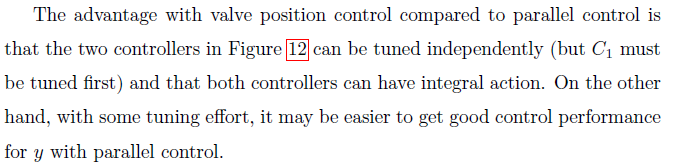 The advantage with valve position control compared to parallel control is
that the two controllers in Figure 12 can be tuned independently (but C₁ must
be tuned first) and that both controllers can have integral action. On the other
hand, with some tuning effort, it may be easier to get good control performance
for y with parallel control.